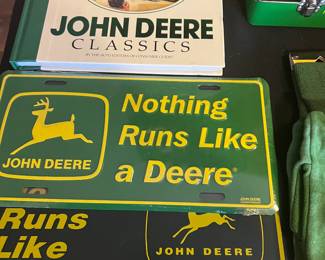 JOHN DEERE
CLASSICS
Nothing
Runs Like
a Deere®
JOHN DEERE
Runs
Like
JOHN DEERE